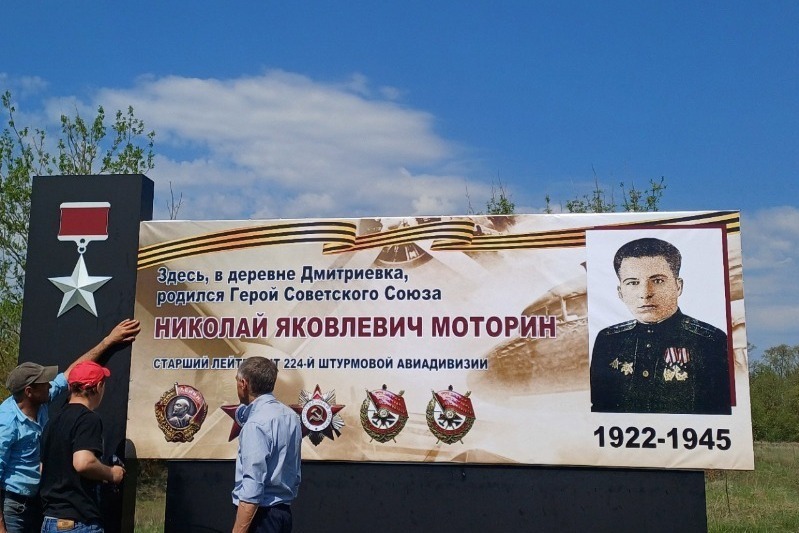 Здесь, в деревне Дмитриевка,
родился Герой Советского Союза
НИКОЛАЙ ЯКОВЛЕВИЧ МОТОРИН
СТАРШИЙ 224-Й ШТУРМОВОЙ АВИАДИВИЗИИ
1922-1945